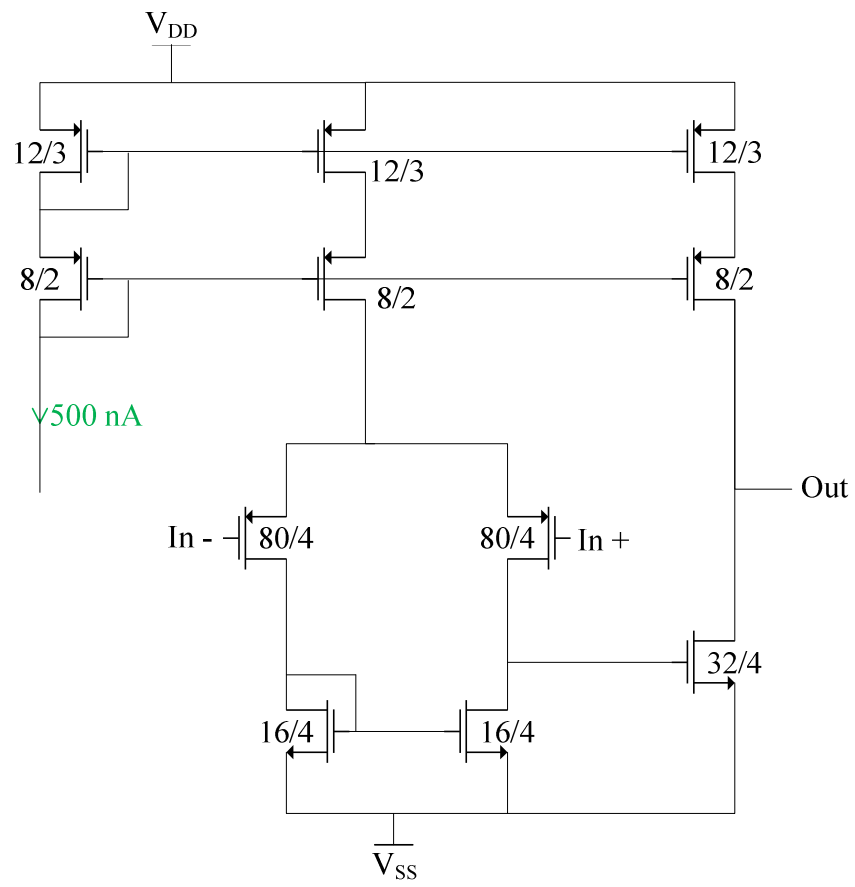 VDD
12/3
12/3
12/3
8/2
8/2
8/2
500 nA
Out
In -
80/4
80/4
In +
32/4
16/4
16/4
VSS